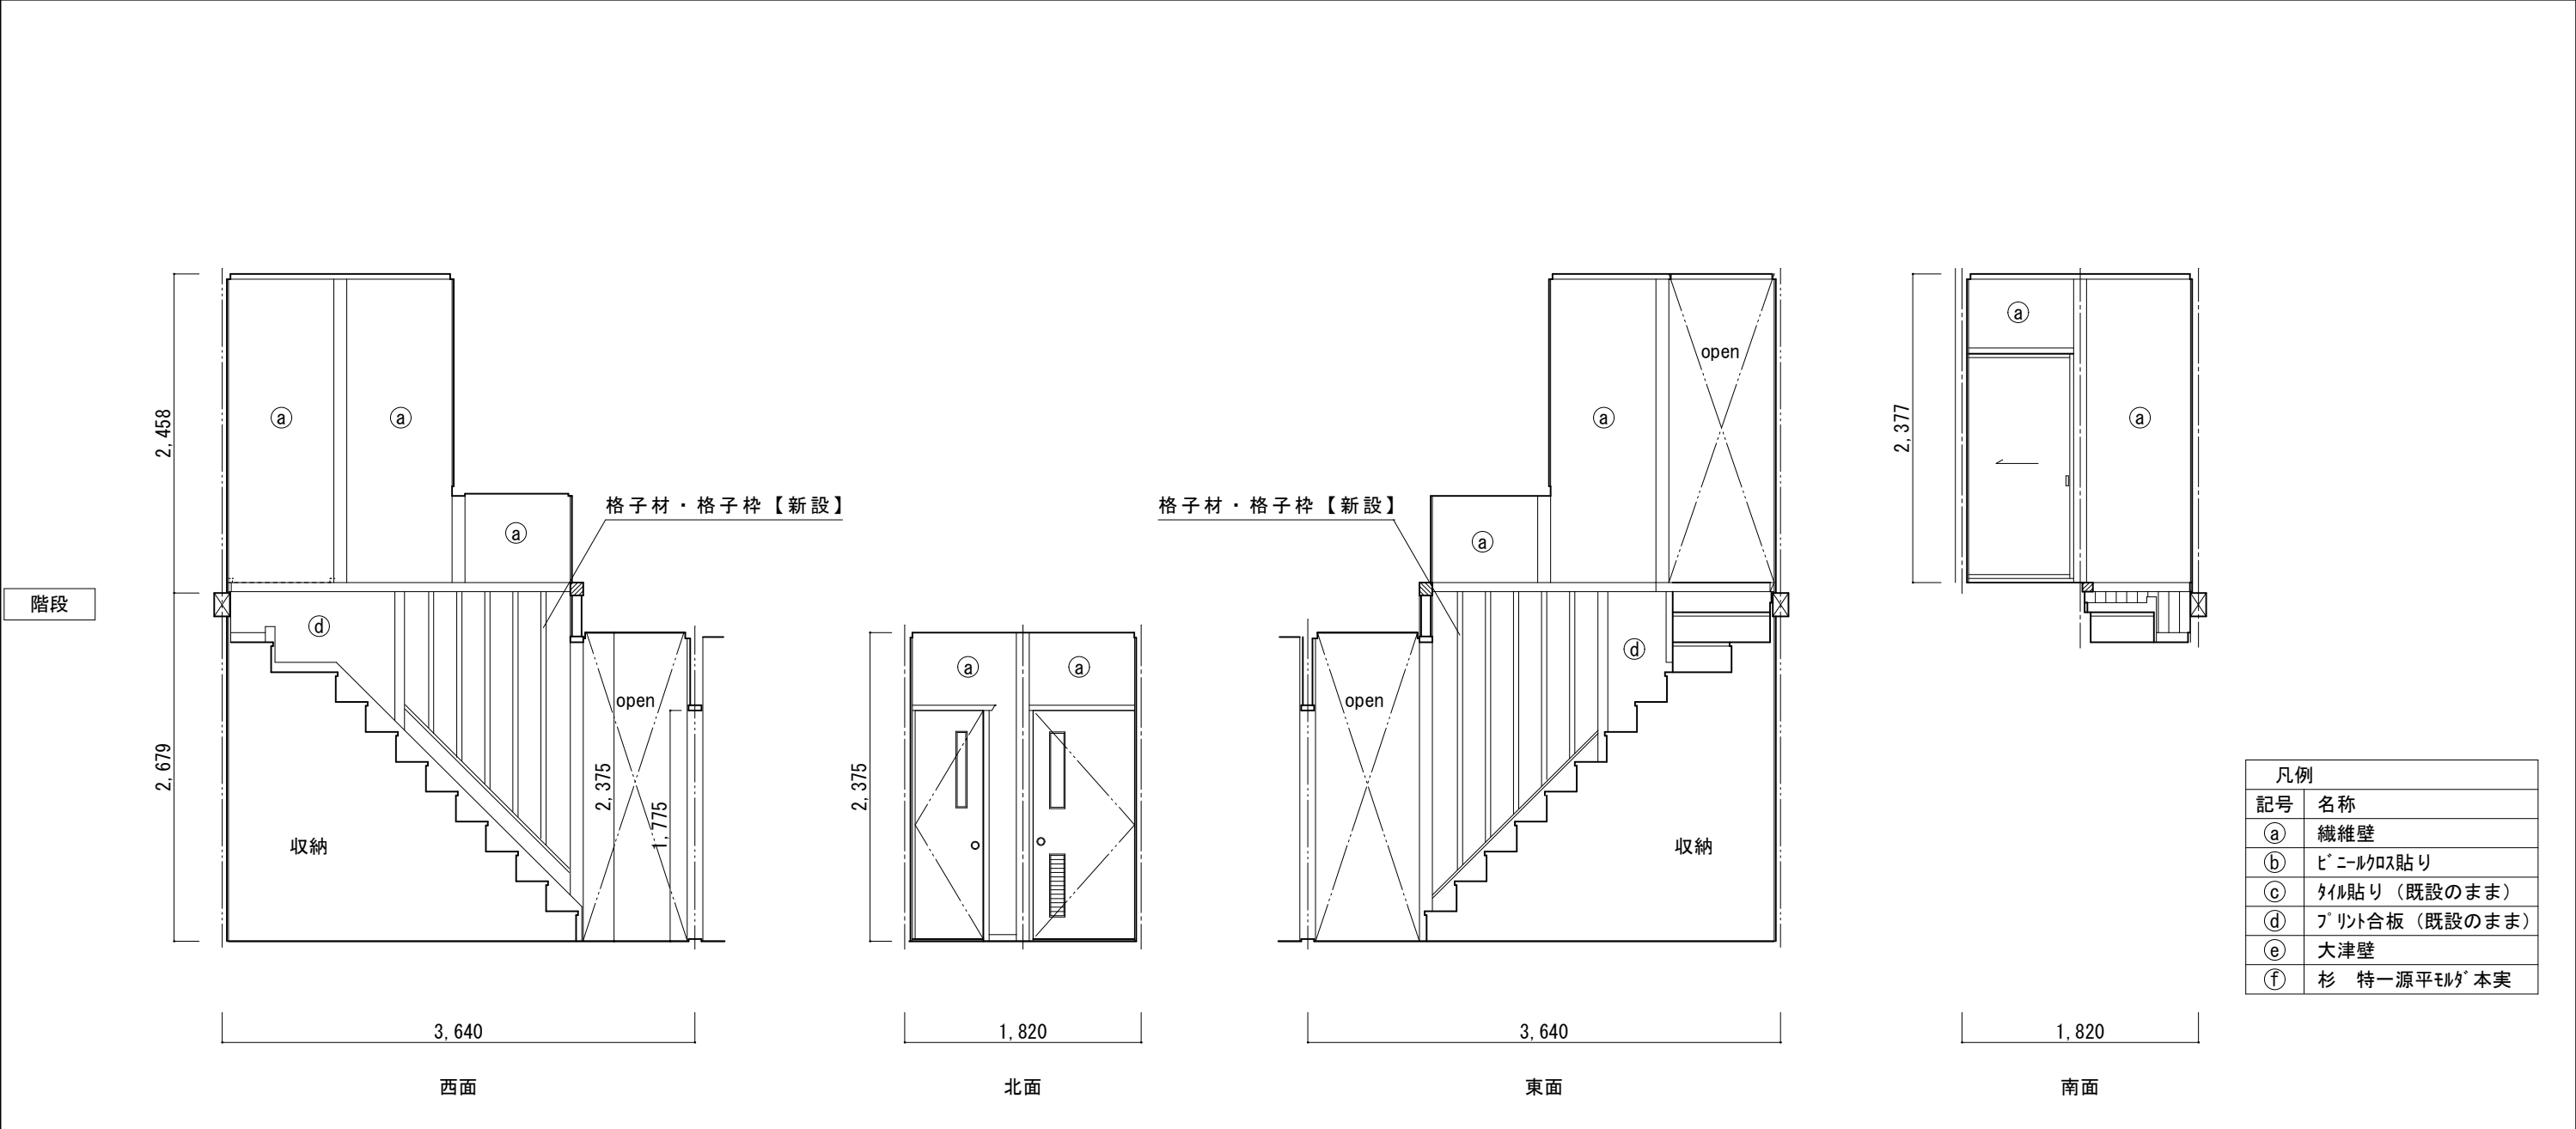 階段
2,458
2,679
ⓐ
ⓐ
ⓐ
格子材・格子枠【新設】
ⓓ
open
2,375
1,775
収納
3,640
西面
2,375
ⓐ
ⓐ
1,820
北面
格子材・格子枠【新設】
ⓐ
ⓐ
open
ⓓ
open
収納
3,640
東面
2,377
ⓐ
ⓐ
1,820
南面
凡例
記号 名称
ⓐ 繊維壁
ⓑ ﾋﾞﾆｰﾙｸﾛｽ貼り
ⓒ ﾀｲﾙ貼り（既設のまま）
ⓓ ﾌﾟﾘﾝﾄ合板（既設のまま）
ⓔ 大津壁
ⓕ 杉　特一源平ﾓﾙﾀﾞ本実